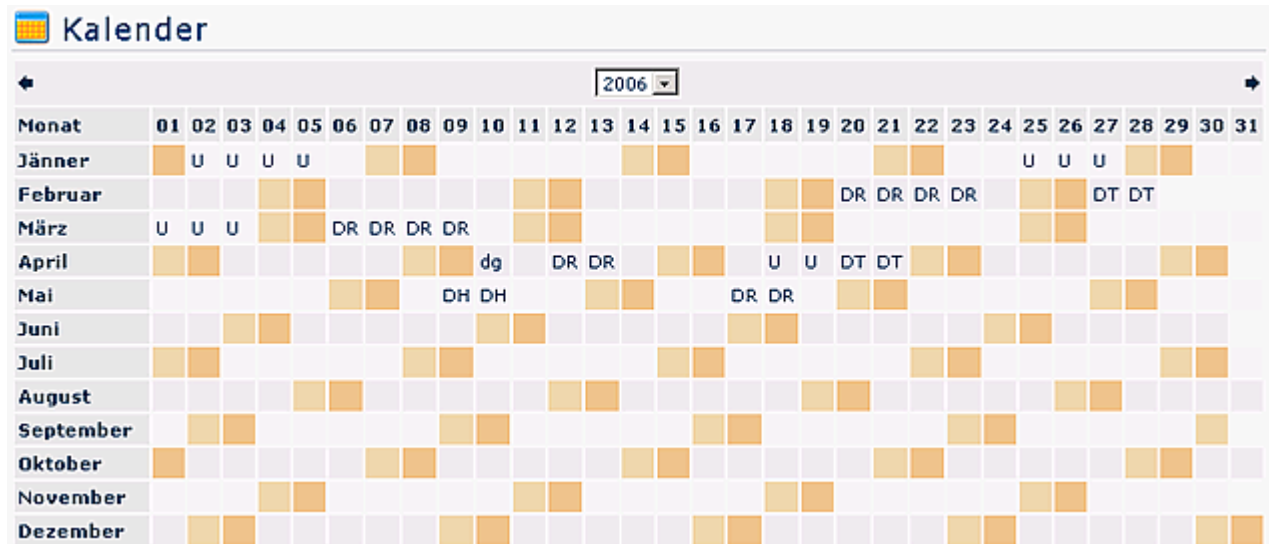 Kalender
2006
Monat 01 02 03 04 05 06 07 08 09 10 11 12 13 14 15 16 17 18 19 20 21 22 23 24 25 26 27 28 29 30 31
Jänner U U U U U U U
Februar DR DR DR DR DT DT
März U U U DR DR DR DR
April dg DR DR U U DT DT
Mai DH DH DR DR
Juni
Juli
August
September
Oktober
November
Dezember